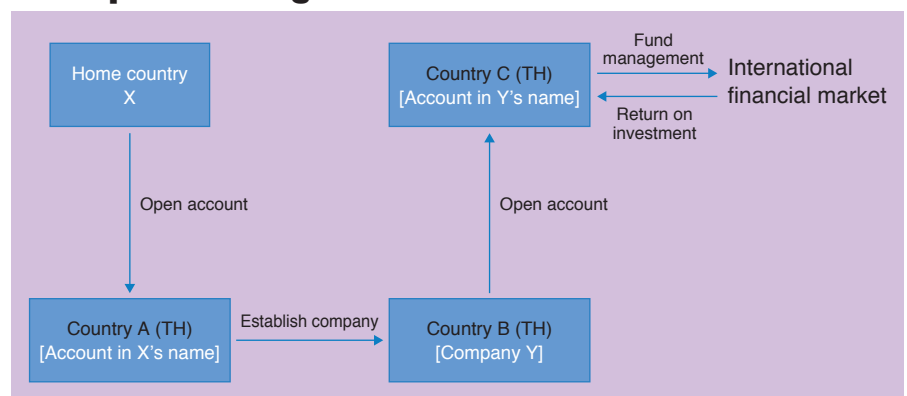 Home country
X
Country C (TH)
[Account in Y's name]
Fund
management
International
financial market
Return on
investment
Open account
Open account
Country A (TH)
[Account in X's name]
Establish company
Country B (TH)
[Company Y]